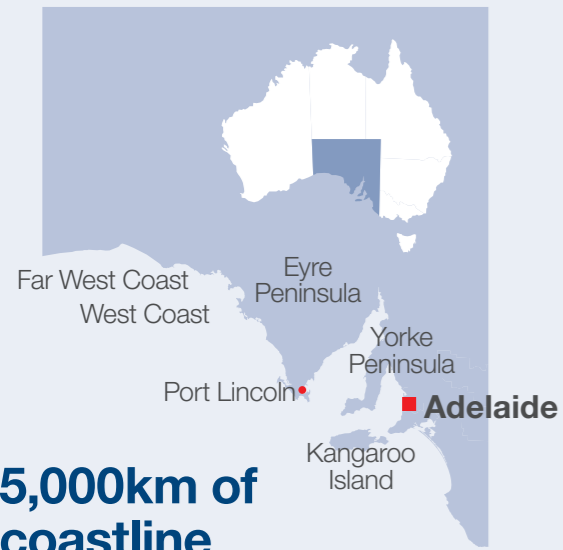 Far West Coast
West Coast
Eyre
Peninsula
Yorke
Peninsula
Port Lincoln
Adelaide
Kangaroo
Island
5,000km of
coastline